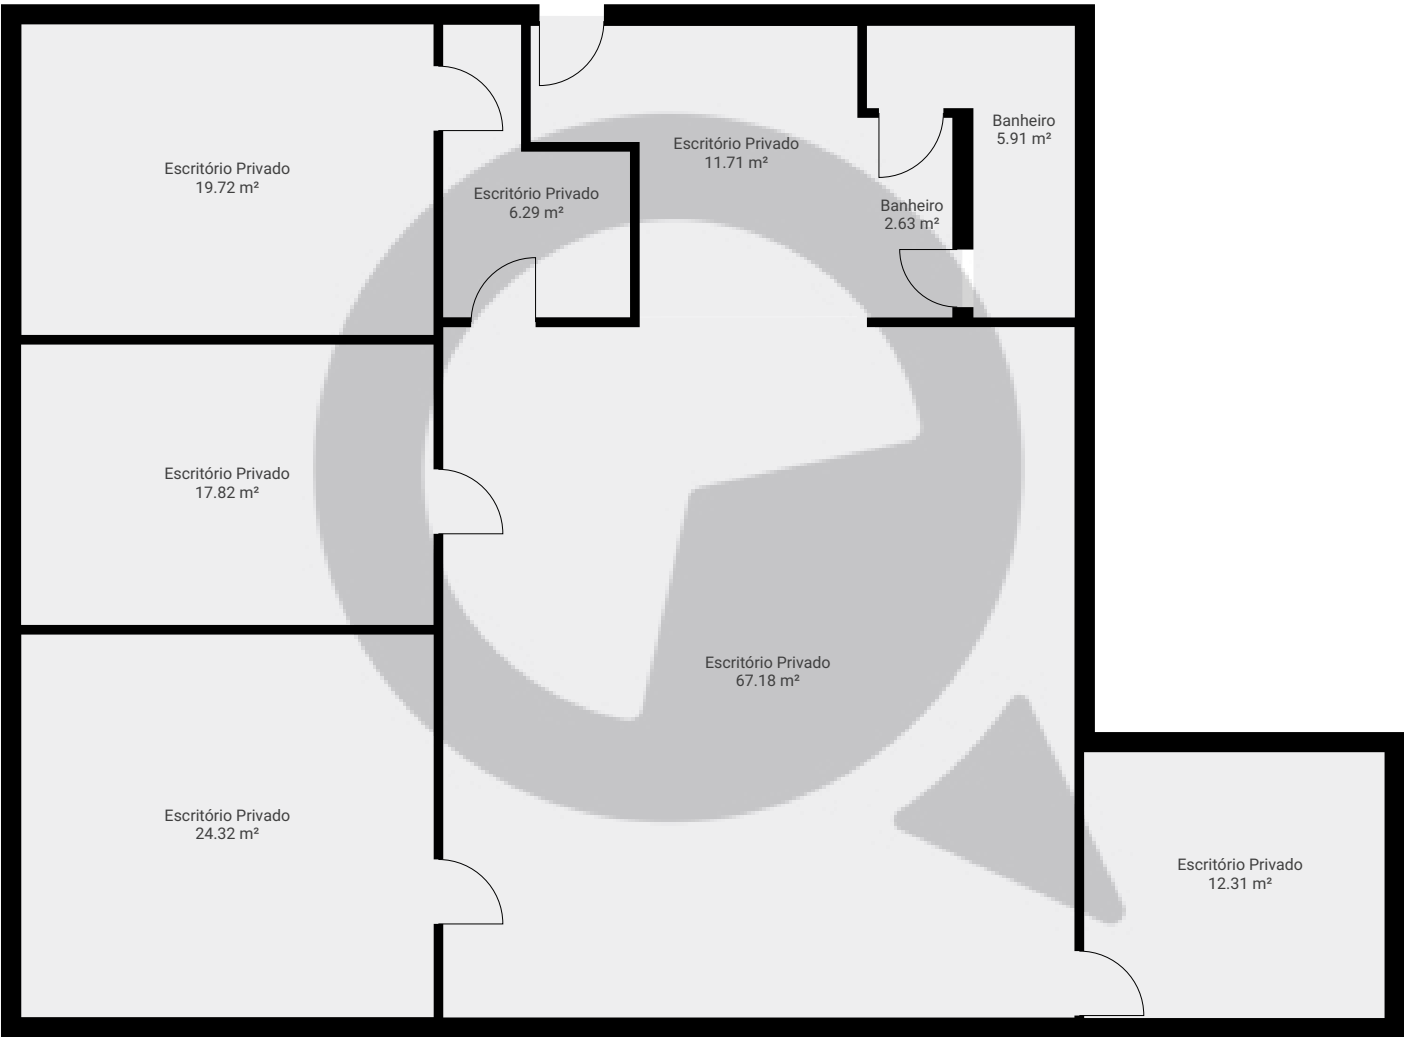 Escritório Privado
19.72 m²
Escritório Privado
6.29 m²
Escritório Privado
11.71 m²
Banheiro
5.91 m²
Banheiro
2.63 m²
Escritório Privado
17.82 m²
Escritório Privado
67.18 m²
Escritório Privado
24.32 m²
Escritório Privado
12.31 m²